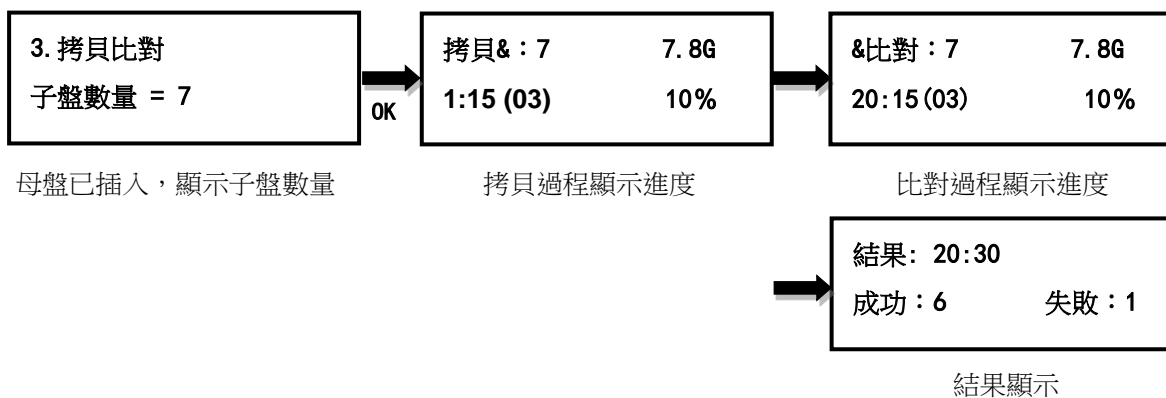 3.拷貝比對
子盤數量 = 7
OK
拷貝&：7 7.8G
1:15 (03) 10%
&比對：7 7.8G
20:15(03) 10%
母盤已插入，顯示子盤數量
拷貝過程顯示進度
比對過程顯示進度
結果: 20:30
成功：6 失敗：1
結果顯示